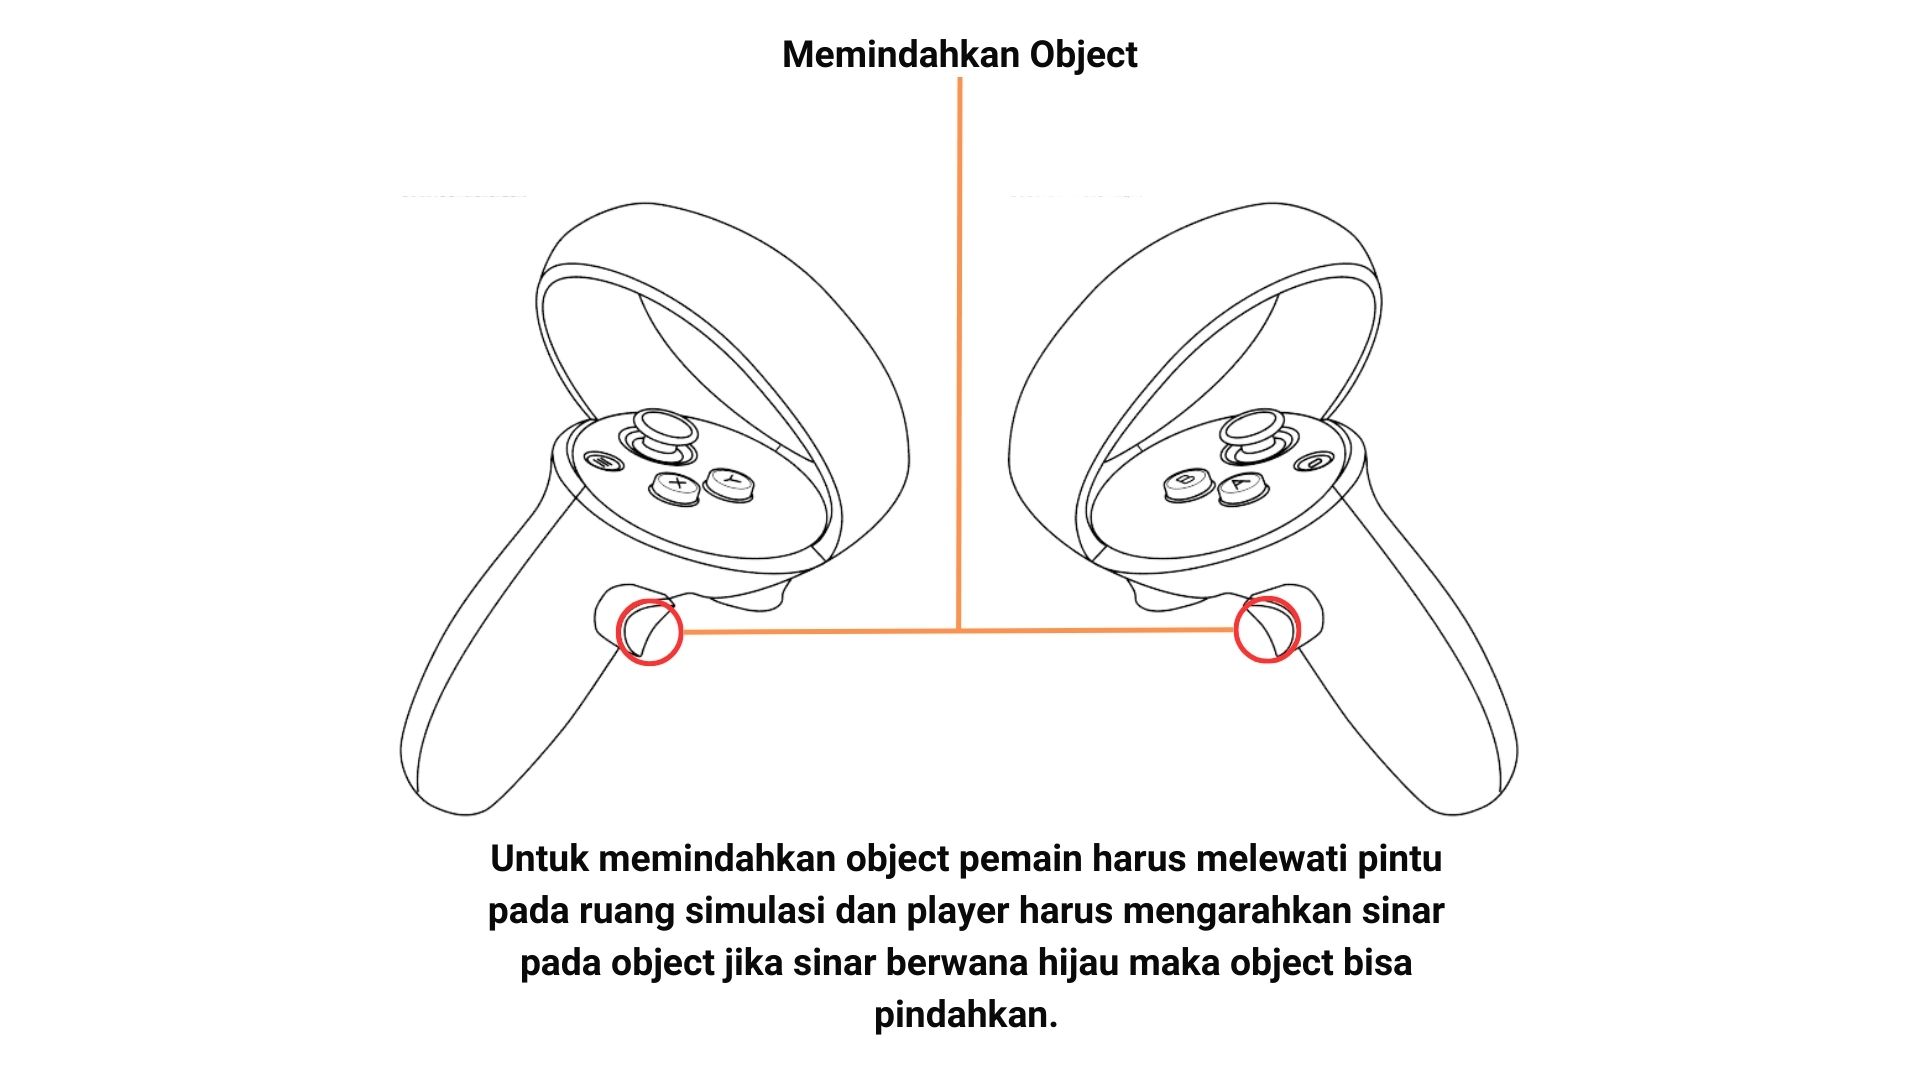 Memindahkan Object
X
Y
B
A
Untuk memindahkan object pemain harus melewati pintu
pada ruang simulasi dan player harus mengarahkan sinar
pada object jika sinar berwana hijau maka object bisa
pindahkan.